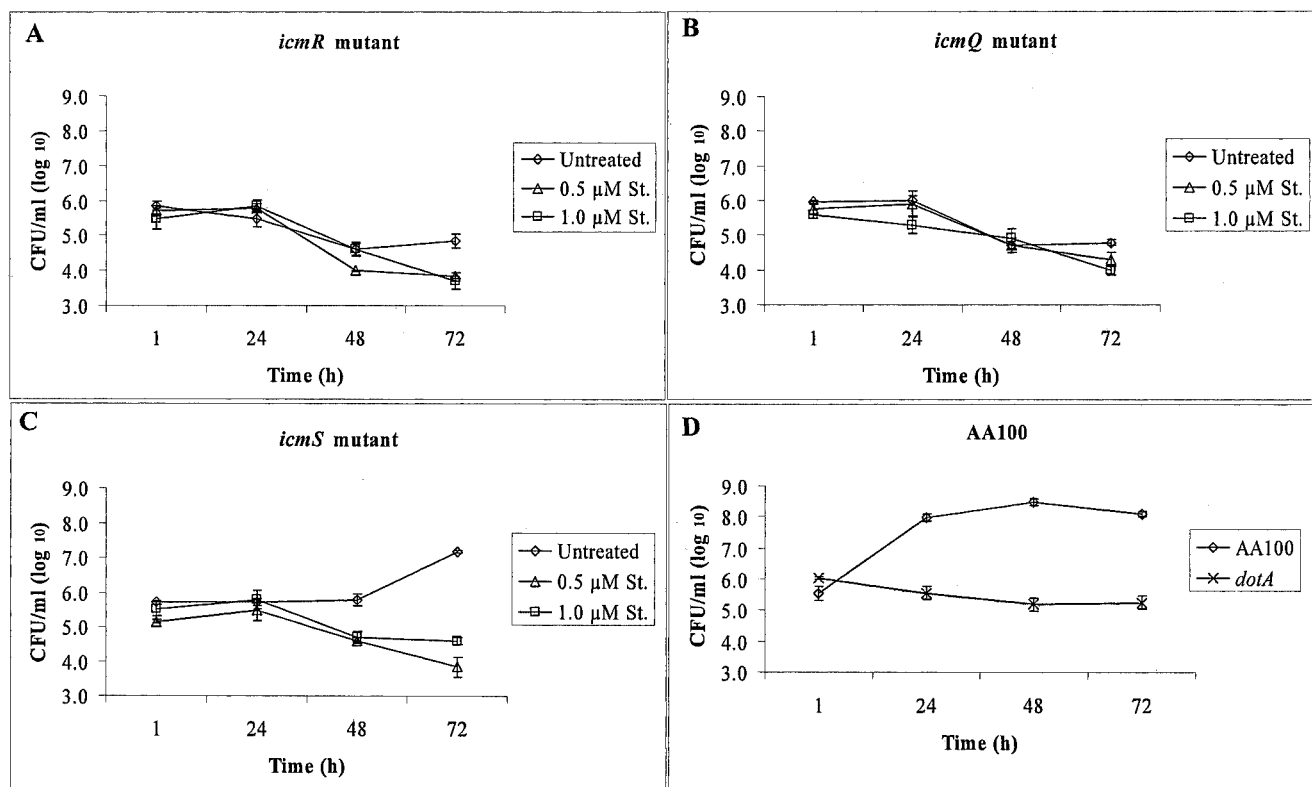 A
icmR mutant
CFU/ml (log 10)
9.0
8.0
7.0
6.0
5.0
4.0
3.0
1 24 48 72
Time (h)
Untreated
0.5 µM St.
1.0 µM St.
B
icmQ mutant
CFU/ml (log 10)
9.0
8.0
7.0
6.0
5.0
4.0
3.0
1 24 48 72
Time (h)
Untreated
0.5 µM St.
1.0 µM St.
C
icmS mutant
CFU/ml (log 10)
9.0
8.0
7.0
6.0
5.0
4.0
3.0
1 24 48 72
Time (h)
Untreated
0.5 µM St.
1.0 µM St.
D
AA100
CFU/ml (log 10)
9.0
8.0
7.0
6.0
5.0
4.0
3.0
1 24 48 72
Time (h)
AA100
dotA